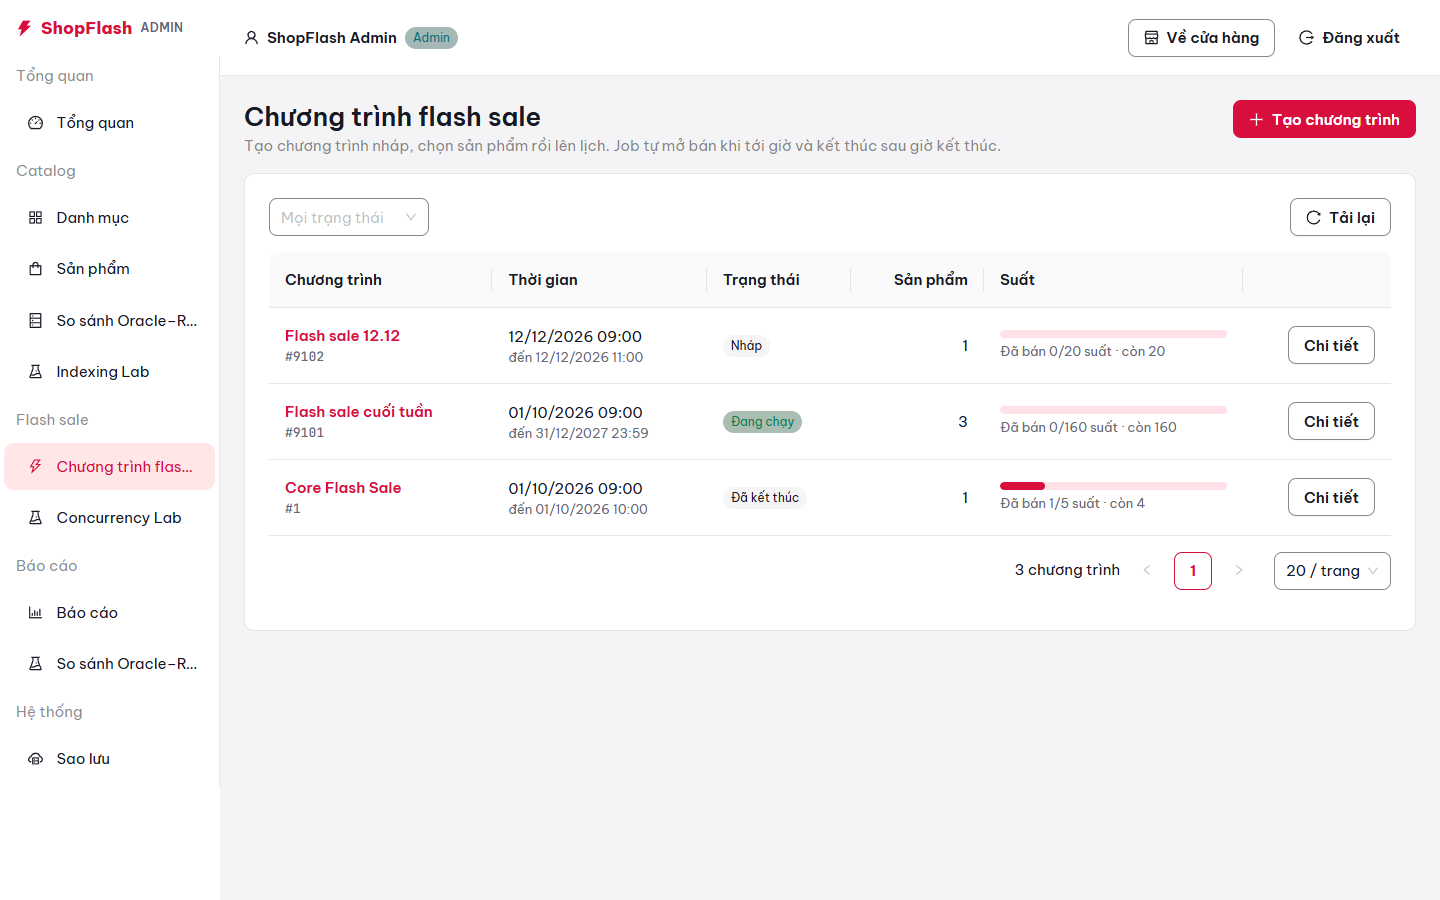 ShopFlash ADMIN
Tổng quan
Tổng quan
Catalog
Danh mục
Sản phẩm
So sánh Oracle–R...
Indexing Lab
Flash sale
Chương trình flas...
Concurrency Lab
Báo cáo
Báo cáo
So sánh Oracle–R...
Hệ thống
Sao lưu
ShopFlash Admin Admin
Về cửa hàng
Đăng xuất
Chương trình flash sale
Tạo chương trình nháp, chọn sản phẩm rồi lên lịch. Job tự mở bán khi tới giờ và kết thúc sau giờ kết thúc.
Tạo chương trình
Mọi trạng thái
Tải lại
Chương trình Thời gian Trạng thái Sản phẩm Suất
Flash sale 12.12 12/12/2026 09:00 Nháp 1 Chi tiết
#9102 đến 12/12/2026 11:00 Đã bán 0/20 suất · còn 20
Flash sale cuối tuần 01/10/2026 09:00 Đang chạy 3 Chi tiết
#9101 đến 31/12/2027 23:59 Đã bán 0/160 suất · còn 160
Core Flash Sale 01/10/2026 09:00 Đã kết thúc 1 Chi tiết
#1 đến 01/10/2026 10:00 Đã bán 1/5 suất · còn 4
3 chương trình 1 20 / trang